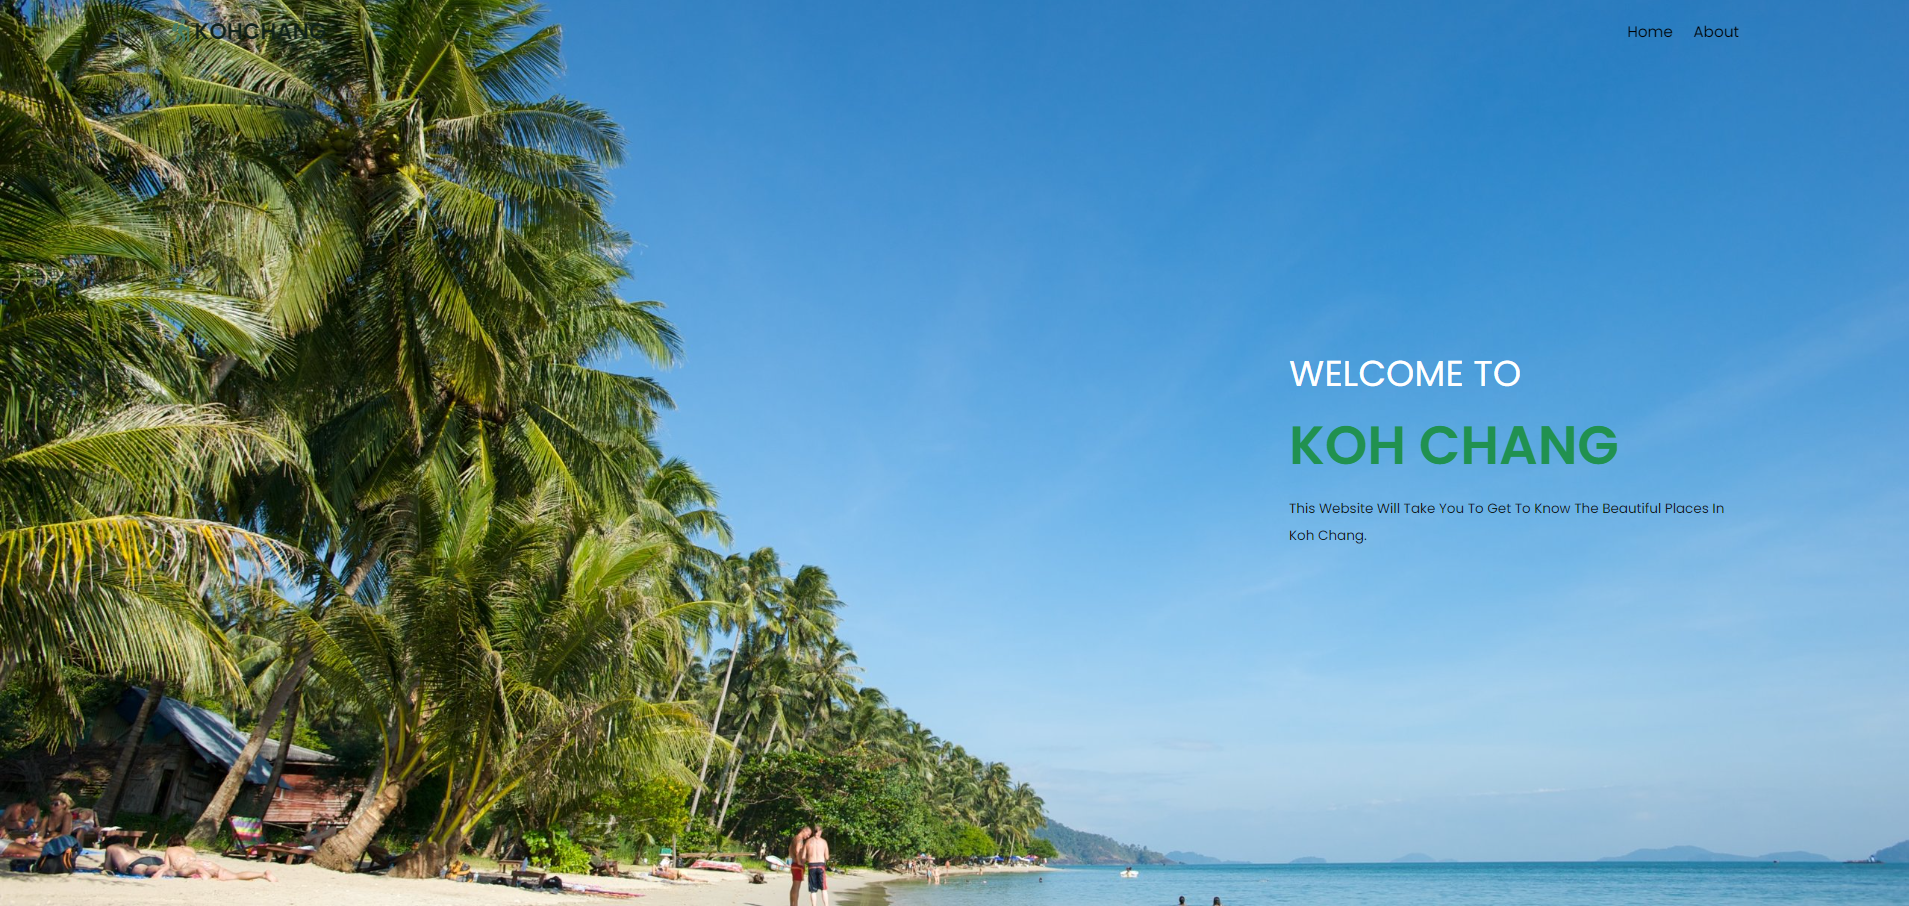 KOHCHANG
Home About
WELCOME TO
KOH CHANG
This Website Will Take You To Get To Know The Beautiful Places In
Koh Chang.